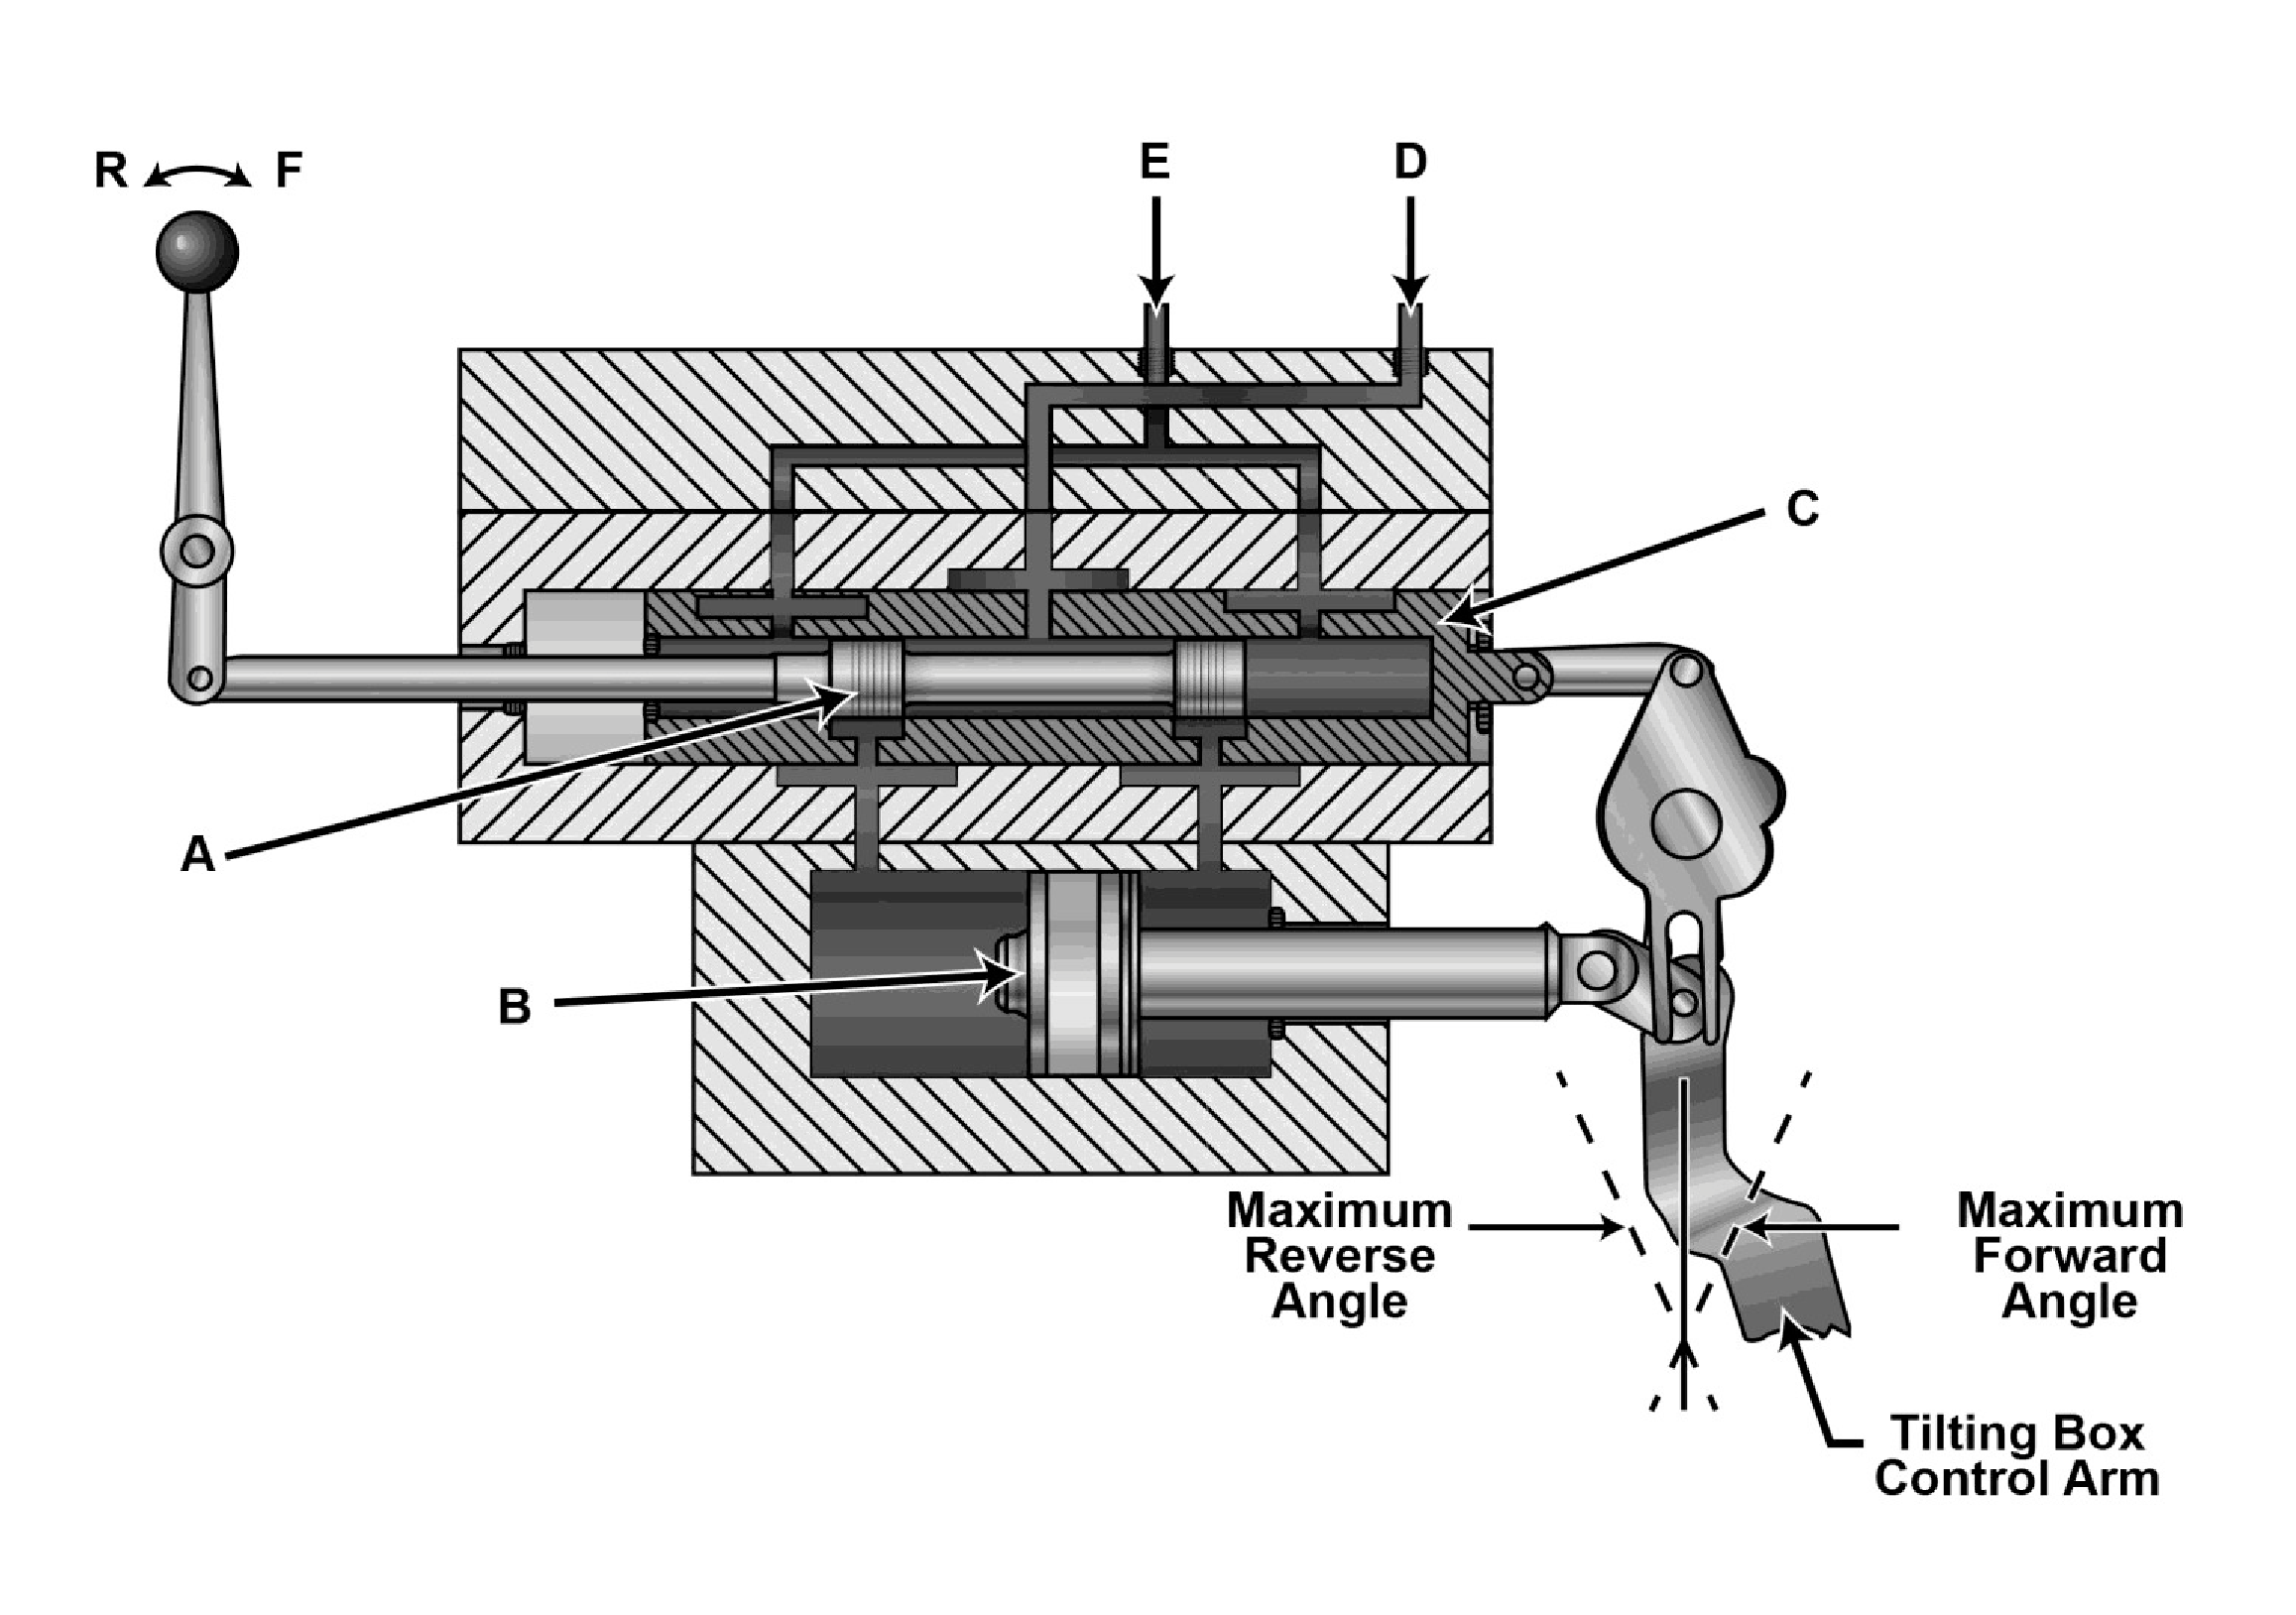 R F
E
D
C
A
B
Maximum
Reverse
Angle
Maximum
Forward
Angle
Tilting Box
Control Arm